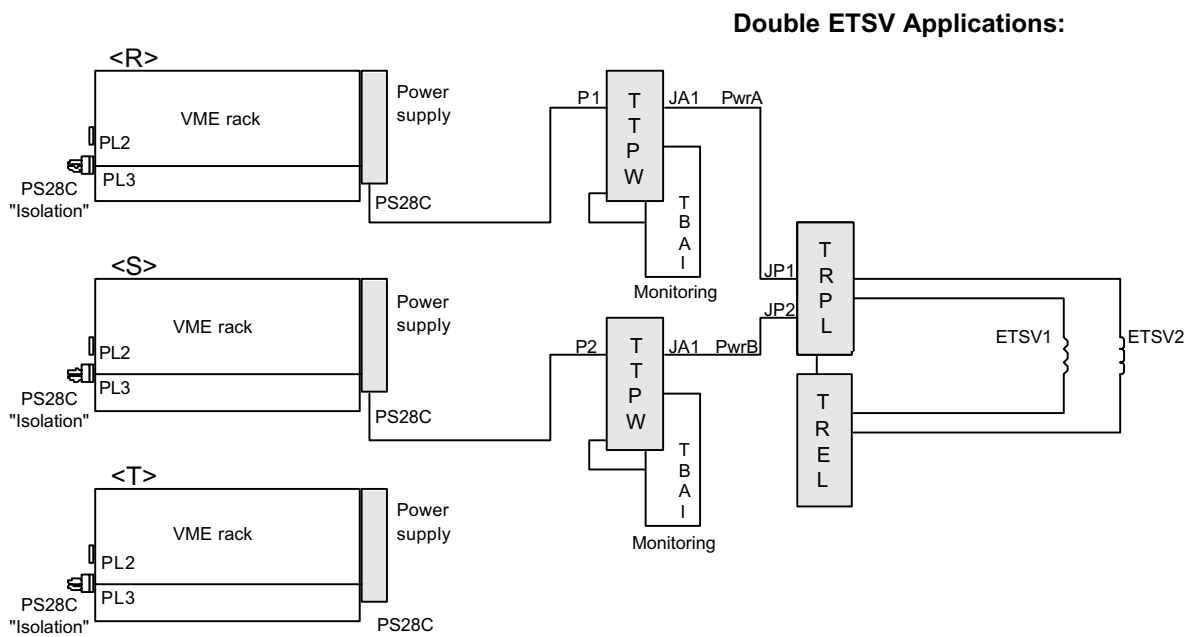 Double ETSV Applications:
<R>
VME rack
Power
supply
PL2
PL3
PS28C
"Isolation"
PS28C
P1
T
T
P
W
JA1
PwrA
T
B
A
I
Monitoring
<S>
VME rack
Power
supply
PL2
PL3
PS28C
"Isolation"
PS28C
P2
T
T
P
W
JA1
PwrB
T
B
A
I
Monitoring
JP1
JP2
T
R
P
L
T
R
E
L
ETSV1
ETSV2
<T>
VME rack
Power
supply
PL2
PL3
PS28C
"Isolation"
PS28C